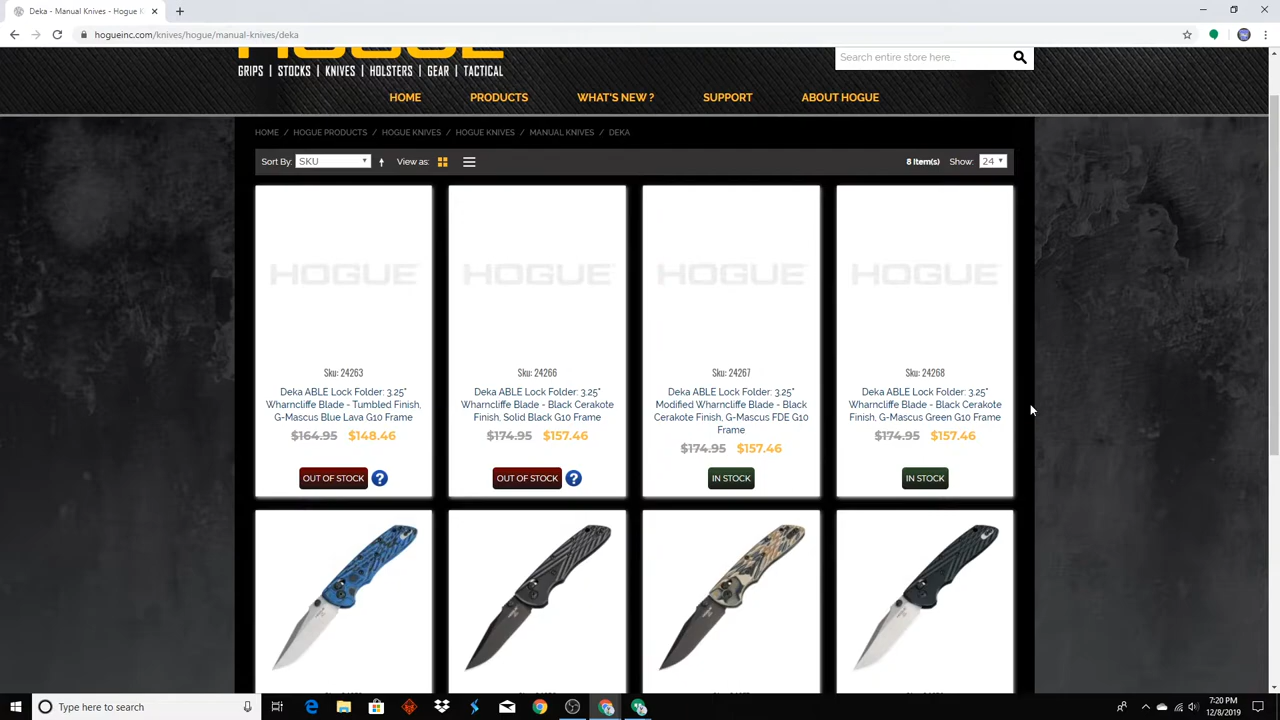 Deka - Manual Knives - Hogue K
hogueinc.com/knives/hogue/manual-knives/deka
HOGUE
GRIPS | STOCKS | KNIVES | HOLSTERS | GEAR | TACTICAL
Search entire store here...
HOME PRODUCTS WHAT'S NEW ? SUPPORT ABOUT HOGUE
HOME / HOGUE PRODUCTS / HOGUE KNIVES / HOGUE KNIVES / MANUAL KNIVES / DEKA
Sort By: SKU View as: 8 Item(s) Show: 24
HOGUE HOGUE HOGUE HOGUE
Sku: 24263
Deka ABLE Lock Folder: 3.25"
Wharncliffe Blade - Tumbled Finish,
G-Mascus Blue Lava G10 Frame
$164.95 $148.46
OUT OF STOCK ?
Sku: 24266
Deka ABLE Lock Folder: 3.25"
Wharncliffe Blade - Black Cerakote
Finish, Solid Black G10 Frame
$174.95 $157.46
OUT OF STOCK ?
Sku: 24267
Deka ABLE Lock Folder: 3.25"
Modified Wharncliffe Blade - Black
Cerakote Finish, G-Mascus FDE G10
Frame
$174.95 $157.46
IN STOCK
Sku: 24268
Deka ABLE Lock Folder: 3.25"
Wharncliffe Blade - Black Cerakote
Finish, G-Mascus Green G10 Frame
$174.95 $157.46
IN STOCK
Type here to search
7:20 PM
12/8/2019